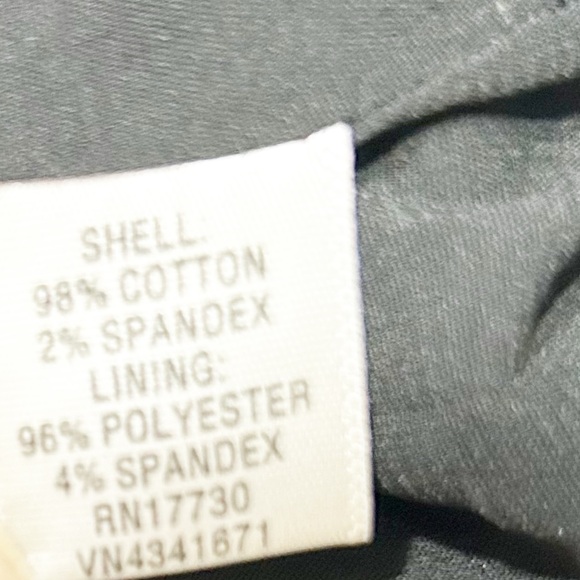 SHELL:
98% COTTON
2% SPANDEX
LINING:
96% POLYESTER
4% SPANDEX
RN17730
VN4341671